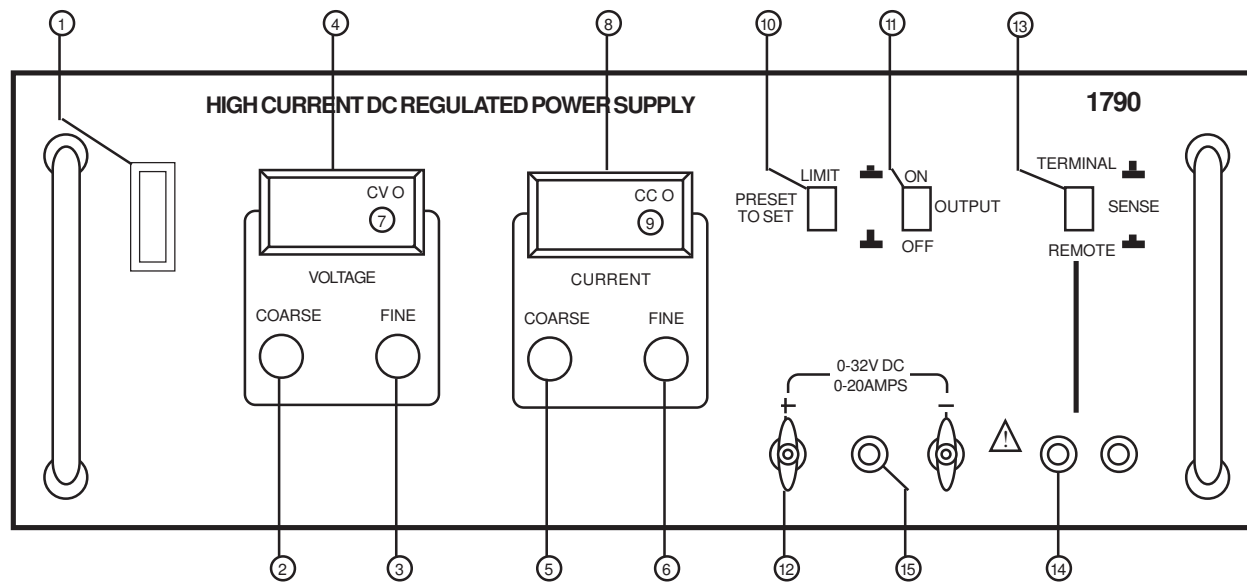 1 4 8 10 11 13
HIGH CURRENT DC REGULATED POWER SUPPLY
1790
CV O
7
VOLTAGE
COARSE FINE
CC O
9
CURRENT
COARSE FINE
LIMIT
PRESET
TO SET
ON
OUTPUT
OFF
TERMINAL
SENSE
REMOTE
0-32V DC
0-20AMPS
+ −
!
2 3 5 6 12 15 14